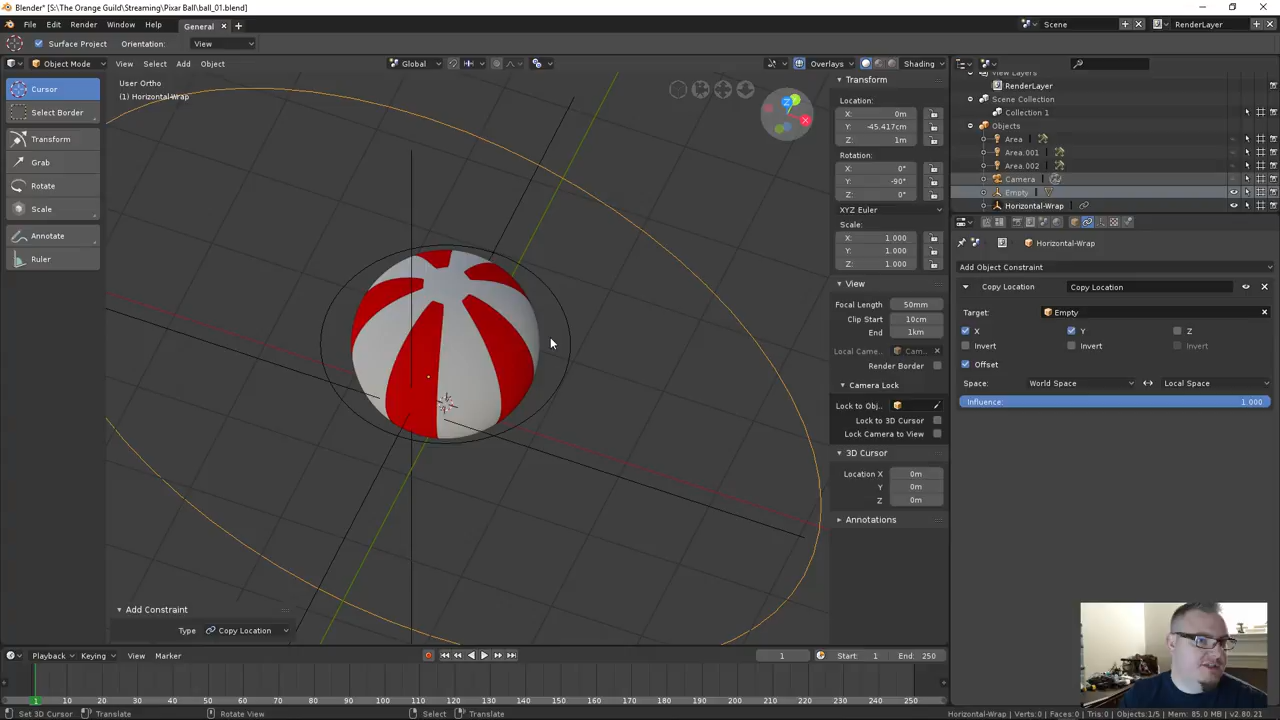 Blender* [S:\The Orange Guild\Streaming\Pixar Ball\ball_01.blend]
File Edit Render Window Help General + Scene RenderLayer
Surface Project Orientation: View
Object Mode View Select Add Object Global Overlays Shading
Cursor
Select Border
Transform
Grab
Rotate
Scale
Annotate
Ruler
User Ortho
(1) Horizontal-Wrap
Z
Transform
Location:
X: 0m
Y: -45.417cm
Z: 1m
Rotation:
X: 0°
Y: -90°
Z: 0°
XYZ Euler
Scale:
X: 1.000
Y: 1.000
Z: 1.000
View
Focal Length 50mm
Clip Start 10cm
End 1km
Local Came... Cam...
Render Border
Camera Lock
Lock to Obj...
Lock to 3D Cursor
Lock Camera to View
3D Cursor
Location X 0m
Y 0m
Z 0m
Annotations
View Layers
RenderLayer
Scene Collection
Collection 1
Objects
Area
Area.001
Area.002
Camera
Empty
Horizontal-Wrap
Horizontal-Wrap
Add Object Constraint
Copy Location Copy Location
Target: Empty
X Y Z
Invert Invert Invert
Offset
Space: World Space Local Space
Influence: 1.000
Add Constraint
Type Copy Location
Playback Keying View Marker 1 Start: 1 End: 250
1 10 20 30 40 50 60 70 80 90 100 110 120 130 140 150 160 170 180 190 200 210 220 230 240 250
Set 3D Cursor Translate Rotate View Select Translate Horizontal-Wrap | Verts:0 | Faces:0 | Tris:0 | Objects:1/5 | Mem: 85.0 MB | v2.80.21